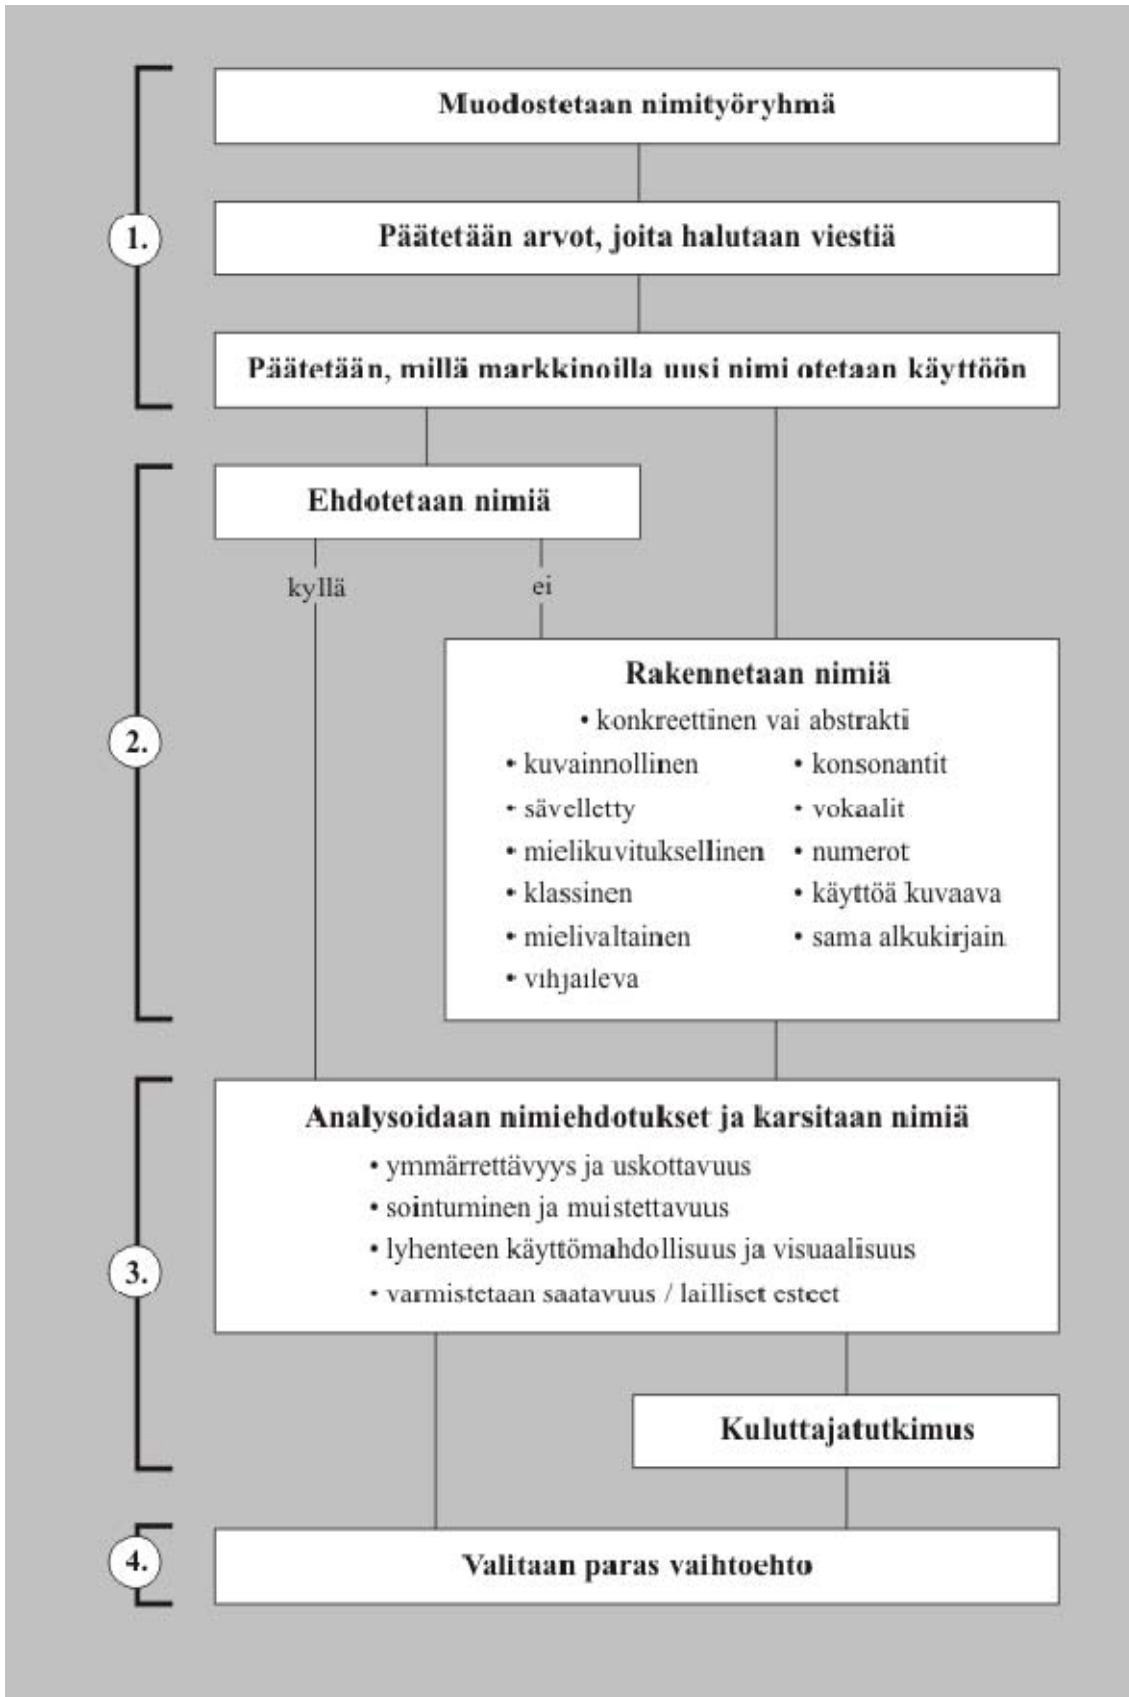 Muodostetaan nimityöryhmä
1.
Päätetään arvot, joita halutaan viestiä
Päätetään, millä markkinoilla uusi nimi otetaan käyttöön
2.
Ehdotetaan nimiä
kyllä
ei
Rakennetaan nimiä
• konkreettinen vai abstrakti
• kuvainnollinen
• sävelletty
• mielikuvituksellinen
• klassinen
• mielivaltainen
• vihjaileva
• konsonantit
• vokaalit
• numerot
• käyttöä kuvaava
• sama alkukirjain
3.
Analysoidaan nimiehdotukset ja karsitaan nimiä
• ymmärrettävyys ja uskottavuus
• sointuminen ja muistettavuus
• lyhenteen käyttömahdollisuus ja visuaalisuus
• varmistetaan saatavuus / lailliset esteet
Kuluttajatutkimus
4.
Valitaan paras vaihtoehto